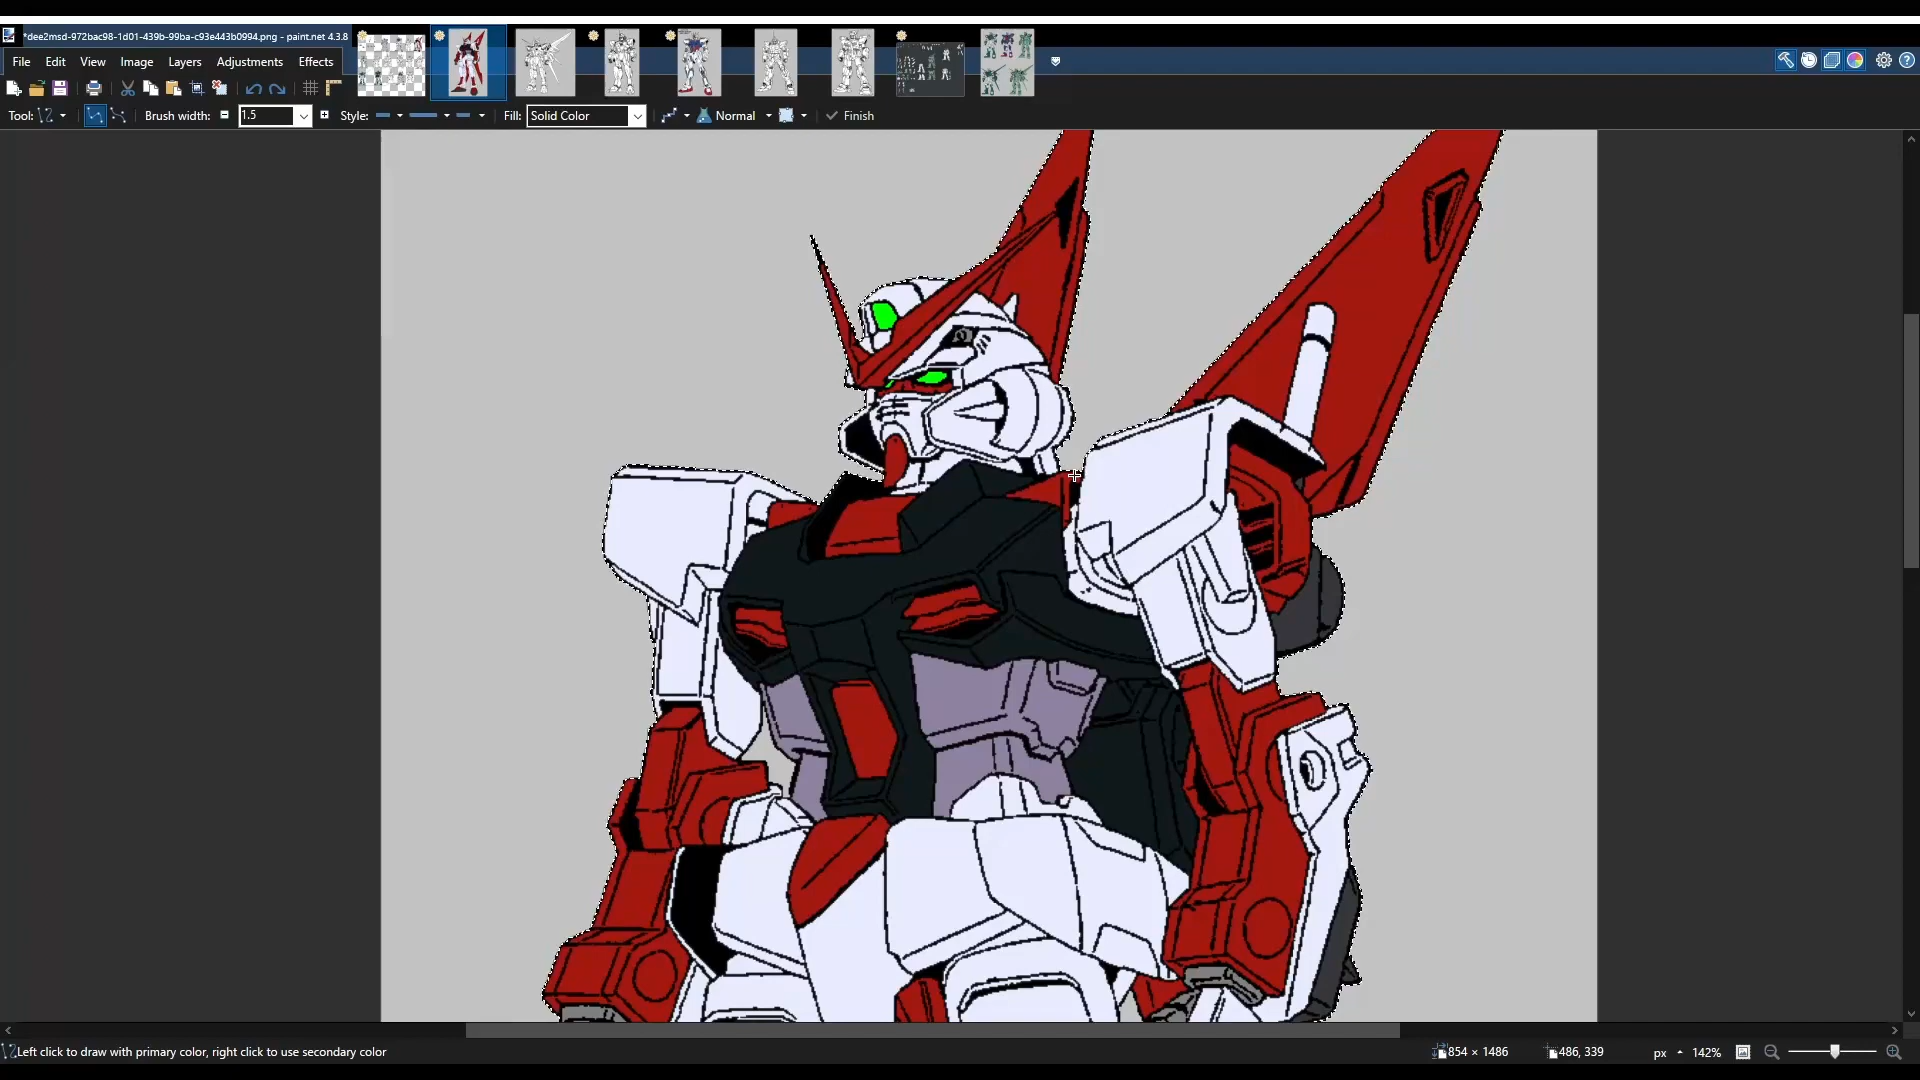 *dee2msd-972bac98-1d01-439b-99ba-c93e443b0994.png - paint.net 4.3.8
File Edit View Image Layers Adjustments Effects
Tool: Brush width: 1.5 Style: Fill: Solid Color Normal Finish
Left click to draw with primary color, right click to use secondary color 854 × 1486 486, 339 px 142%